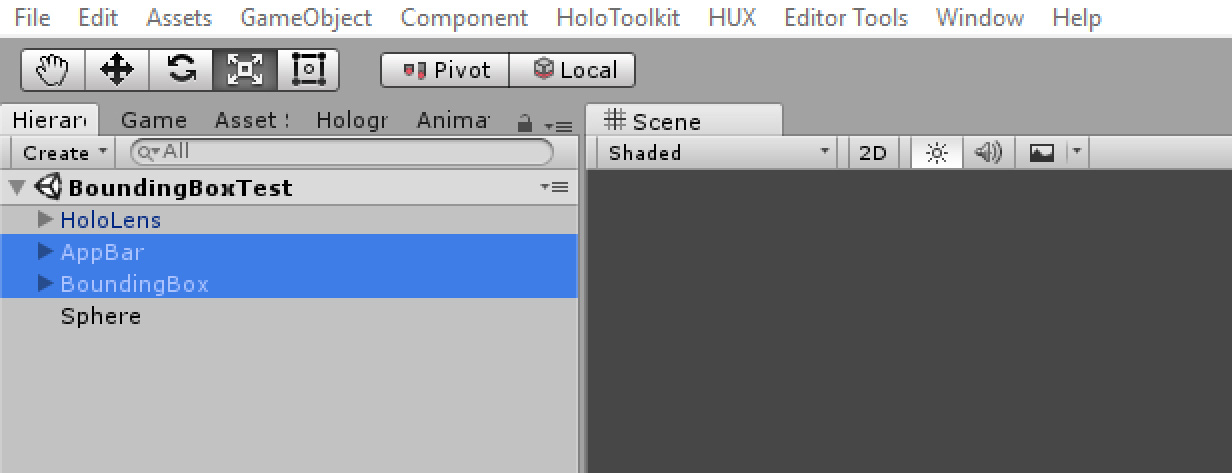 File Edit Assets GameObject Component HoloToolkit HUX Editor Tools Window Help
Pivot Local
Hierar Game Asset Hologr Anima Scene
Create All Shaded 2D
BoundingBoxTest
HoloLens
AppBar
BoundingBox
Sphere